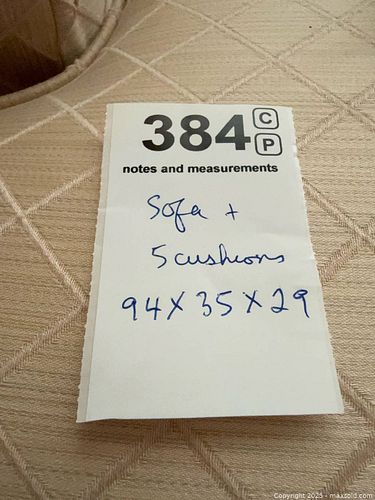 384 C
P
notes and measurements
Sofa +
5 cushions
94 X 35 X 29
Copyright 2025 - maxsold.com